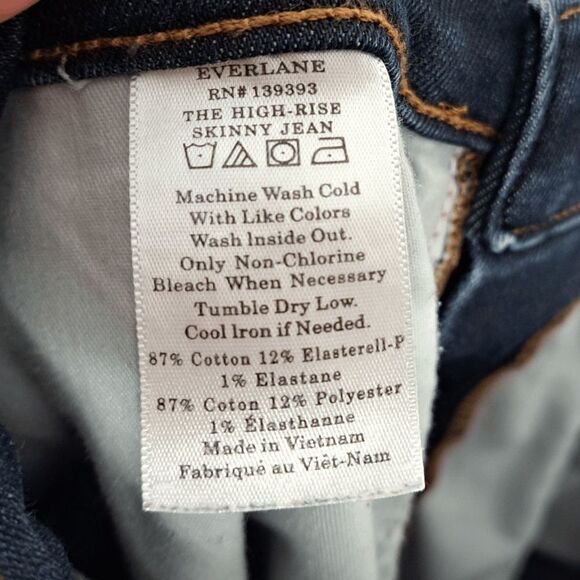 EVERLANE
RN# 139393
THE HIGH-RISE
SKINNY JEAN
Machine Wash Cold
With Like Colors
Wash Inside Out.
Only Non-Chlorine
Bleach When Necessary
Tumble Dry Low.
Cool Iron if Needed.
87% Cotton 12% Elasterell-P
1% Elastane
87% Coton 12% Polyester
1% Élasthanne
Made in Vietnam
Fabriqué au Viêt-Nam